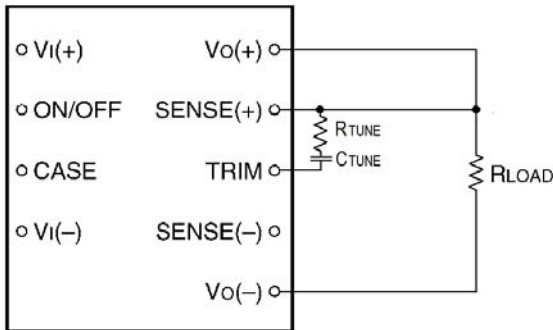 VI(+)
VO(+)
ON/OFF
SENSE(+)
RTUNE
CTUNE
CASE
TRIM
RLOAD
VI(–)
SENSE(–)
VO(–)